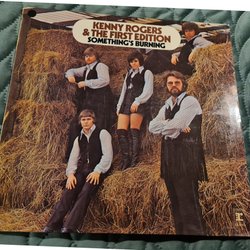 KENNY ROGERS
& THE FIRST EDITION
SOMETHING'S BURNING